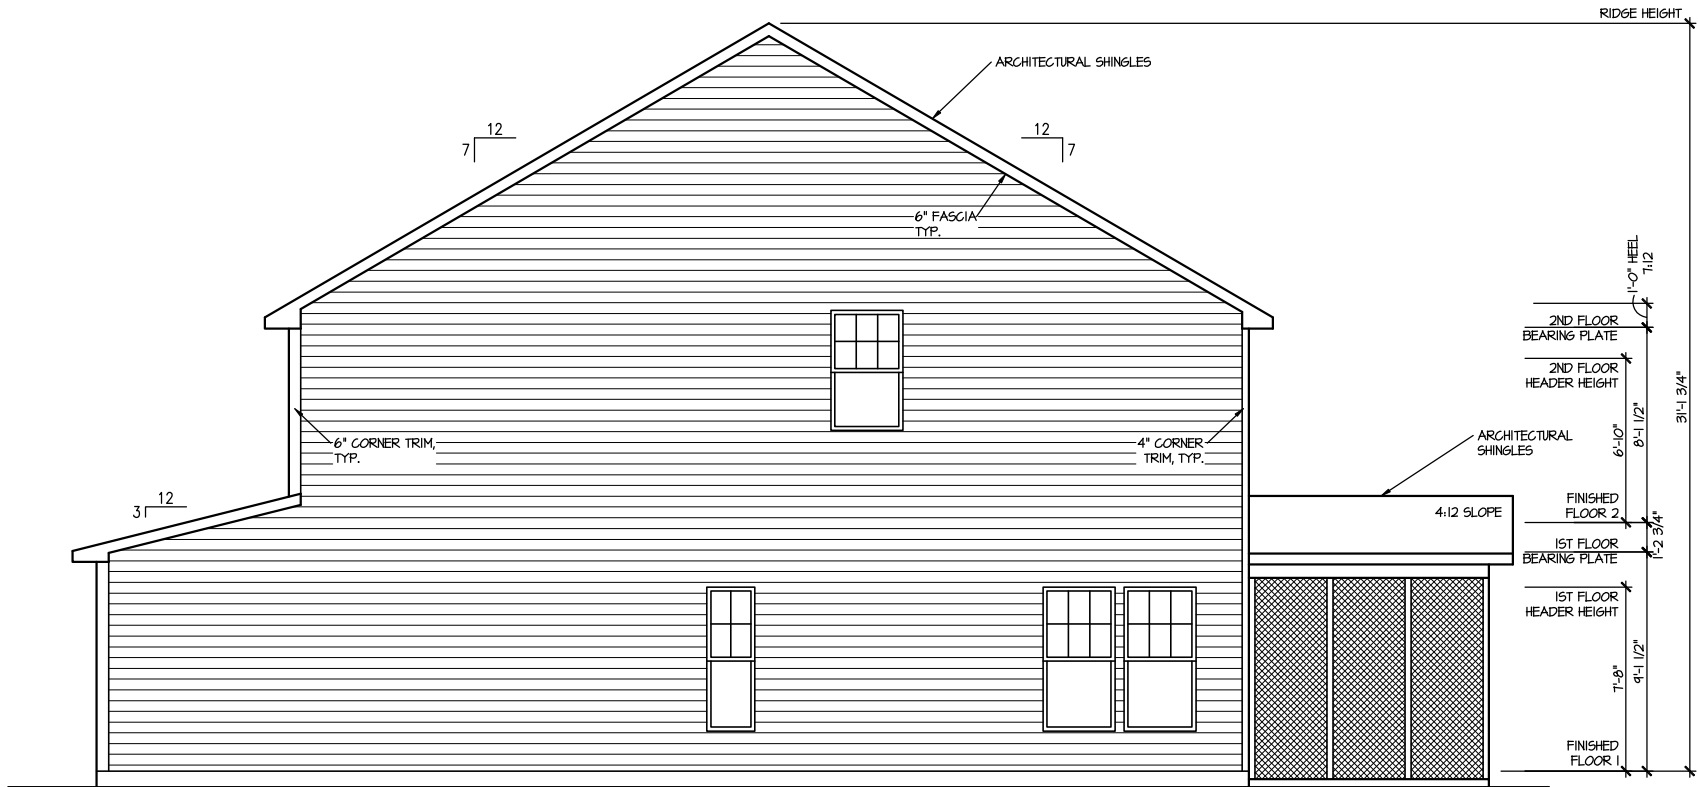 RIDGE HEIGHT
ARCHITECTURAL SHINGLES
12
7
12
7
6" FASCIA
TYP.
1'-0" HEEL
7:12
2ND FLOOR
BEARING PLATE
2ND FLOOR
HEADER HEIGHT
31'-1 3/4"
8'-1 1/2"
6'-10"
6" CORNER TRIM,
TYP.
4" CORNER
TRIM, TYP.
ARCHITECTURAL
SHINGLES
12
3
4:12 SLOPE
FINISHED
FLOOR 2
1'-2 3/4"
1ST FLOOR
BEARING PLATE
1ST FLOOR
HEADER HEIGHT
7'-8"
9'-1 1/2"
FINISHED
FLOOR 1